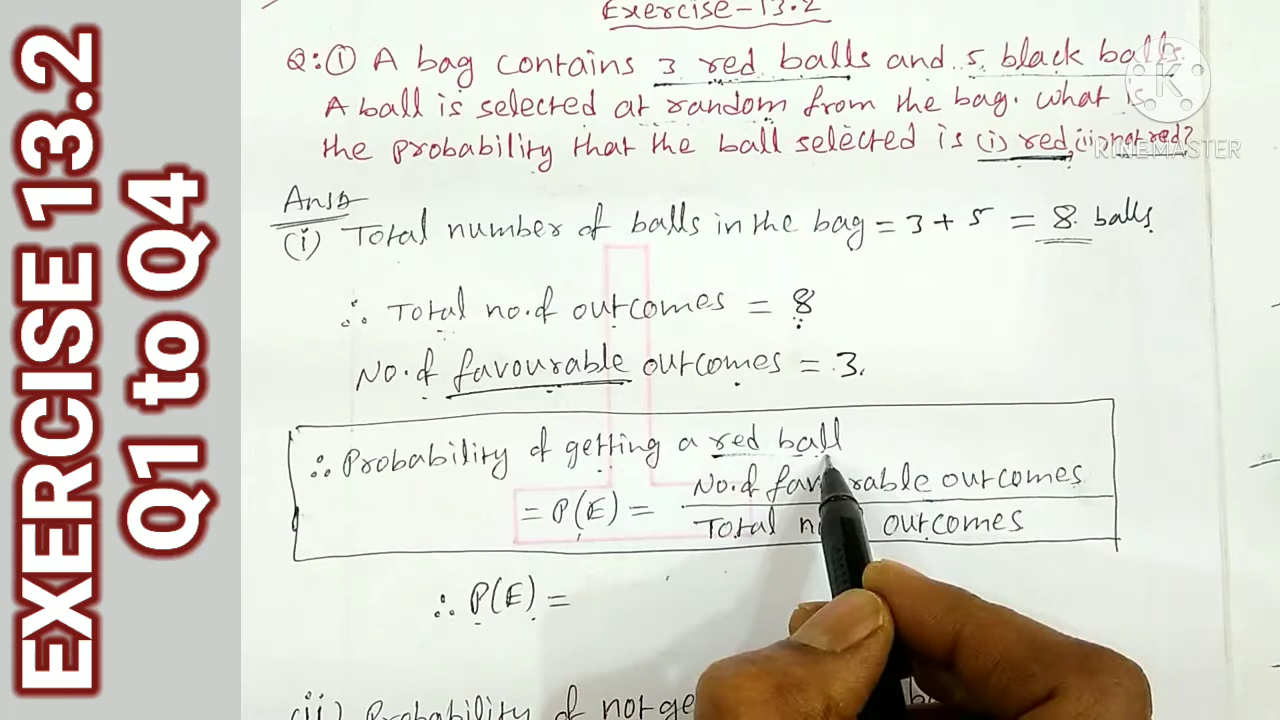 EXERCISE 13.2
Q1 to Q4
Exercise-13.2
Q:① A bag contains 3 red balls and 5 black balls.
A ball is selected at random from the bag. What is
the probability that the ball selected is (i) red, (ii) not red?
K
KINEMASTER
Ans:
(i) Total number of balls in the bag = 3 + 5 = 8 balls
∴ Total no.of outcomes = 8
No.of favourable outcomes = 3.
∴ Probability of getting a red ball
= P(E) = No.of favourable outcomes
Total outcomes
∴ P(E) =
(ii) Probability of not